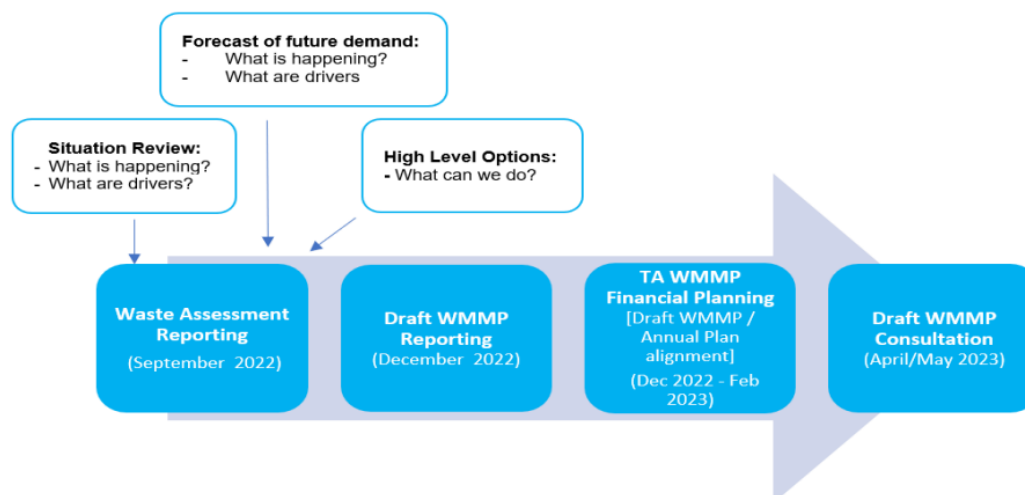 Forecast of future demand:
- What is happening?
- What are drivers
Situation Review:
- What is happening?
- What are drivers?
High Level Options:
- What can we do?
Waste Assessment
Reporting
(September 2022)
Draft WMMP
Reporting
(December 2022)
TA WMMP
Financial Planning
[Draft WMMP /
Annual Plan
alignment]
(Dec 2022 - Feb
2023)
Draft WMMP
Consultation
(April/May 2023)